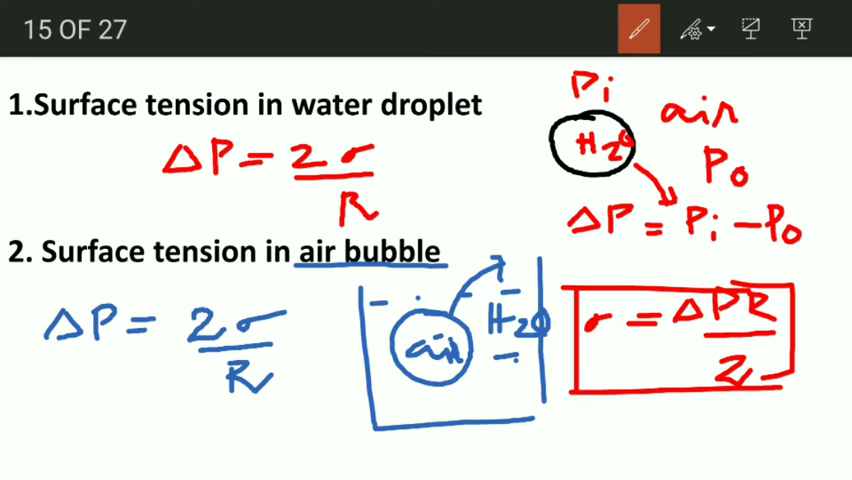 15 OF 27
1.Surface tension in water droplet
ΔP = 2σ/R
Pi
H2O
air
Po
ΔP = Pi - Po
2. Surface tension in air bubble
ΔP = 2σ/R
air
H2O
σ = ΔPR/2